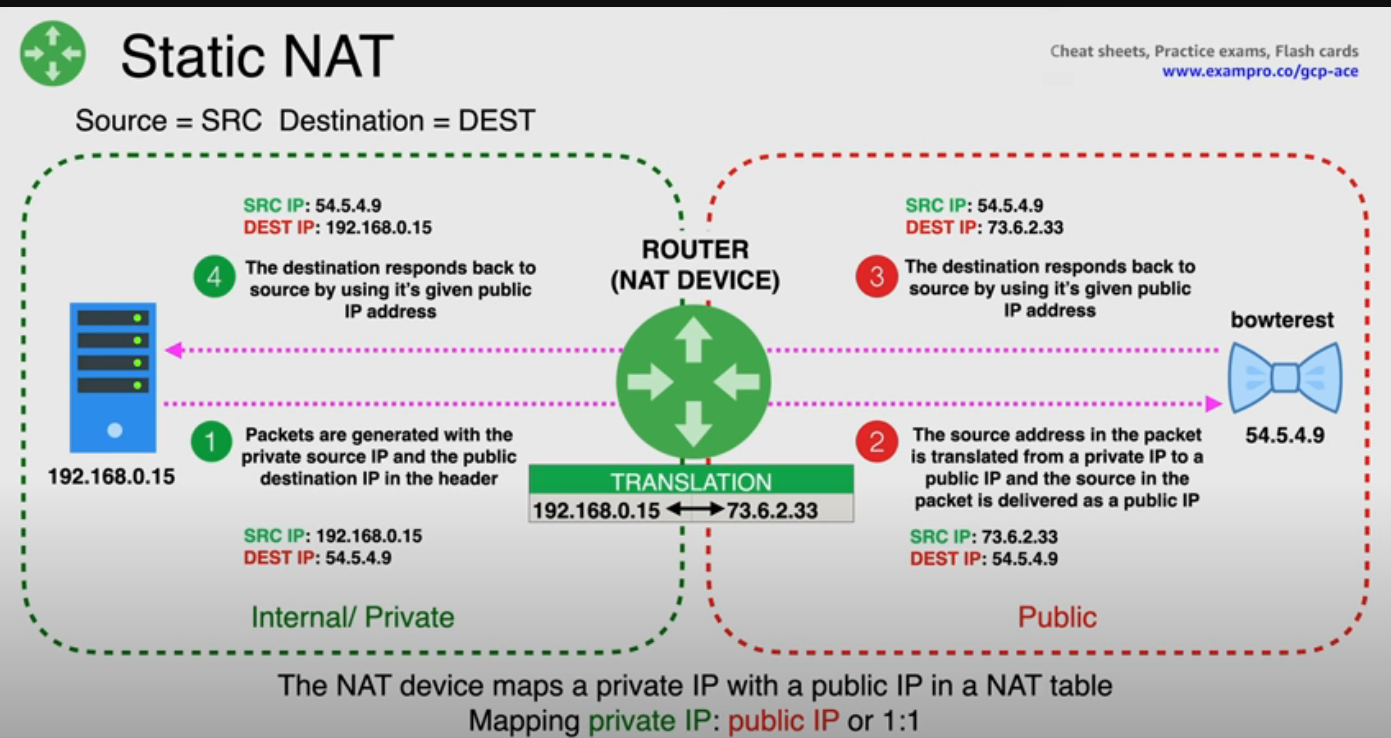 Static NAT
Cheat sheets, Practice exams, Flash cards
www.exampro.co/gcp-ace
Source = SRC  Destination = DEST
SRC IP: 54.5.4.9
DEST IP: 192.168.0.15
4
The destination responds back to
source by using it's given public
IP address
ROUTER
(NAT DEVICE)
SRC IP: 54.5.4.9
DEST IP: 73.6.2.33
3
The destination responds back to
source by using it's given public
IP address
bowterest
54.5.4.9
192.168.0.15
1
Packets are generated with the
private source IP and the public
destination IP in the header
SRC IP: 192.168.0.15
DEST IP: 54.5.4.9
TRANSLATION
192.168.0.15 ↔ 73.6.2.33
2
The source address in the packet
is translated from a private IP to a
public IP and the source in the
packet is delivered as a public IP
SRC IP: 73.6.2.33
DEST IP: 54.5.4.9
Internal/ Private
Public
The NAT device maps a private IP with a public IP in a NAT table
Mapping private IP: public IP or 1:1